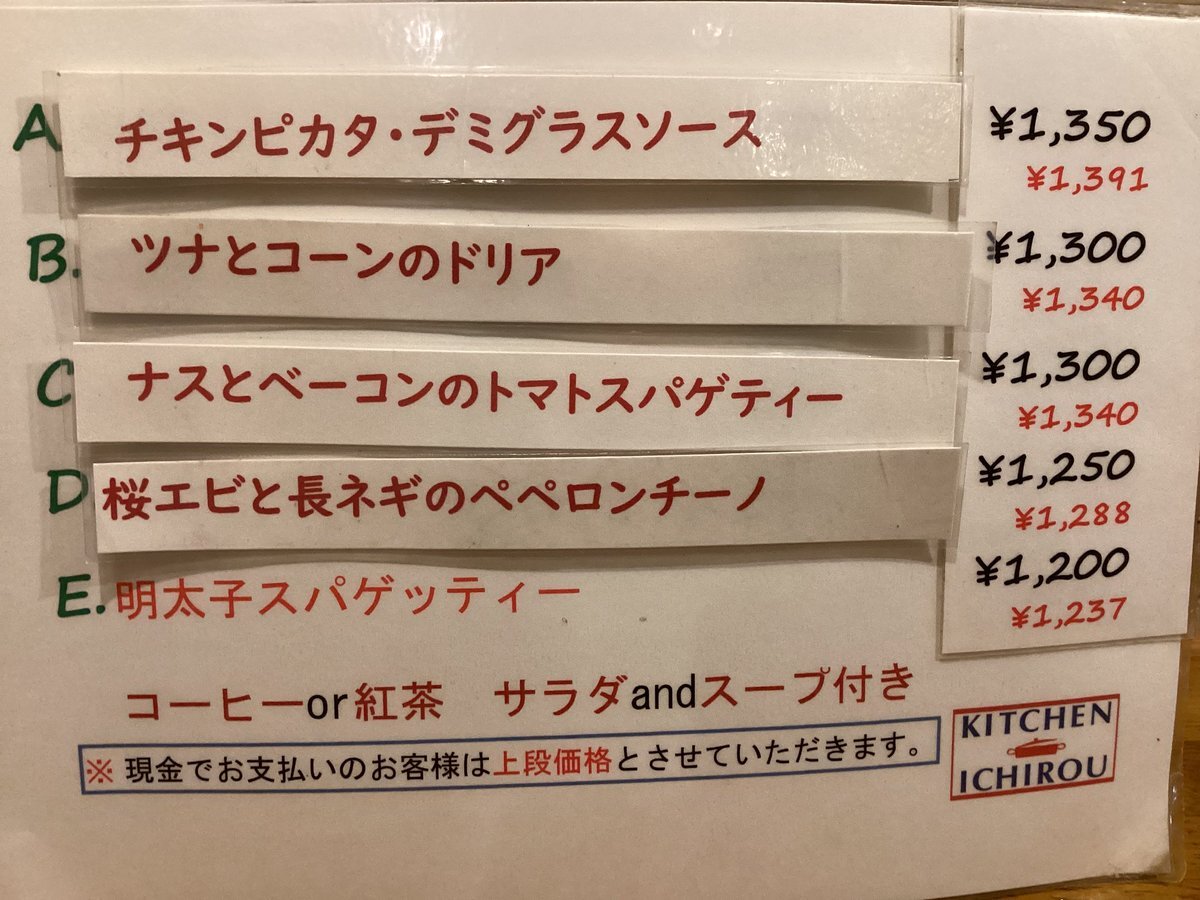 A チキンピカタ・デミグラスソース ¥1,350
¥1,391
B. ツナとコーンのドリア ¥1,300
¥1,340
C ナスとベーコンのトマトスパゲティー ¥1,300
¥1,340
D 桜エビと長ネギのペペロンチーノ ¥1,250
¥1,288
E. 明太子スパゲッティー ¥1,200
¥1,237
コーヒーor紅茶 サラダandスープ付き
※ 現金でお支払いのお客様は上段価格とさせていただきます。
KITCHEN
ICHIROU